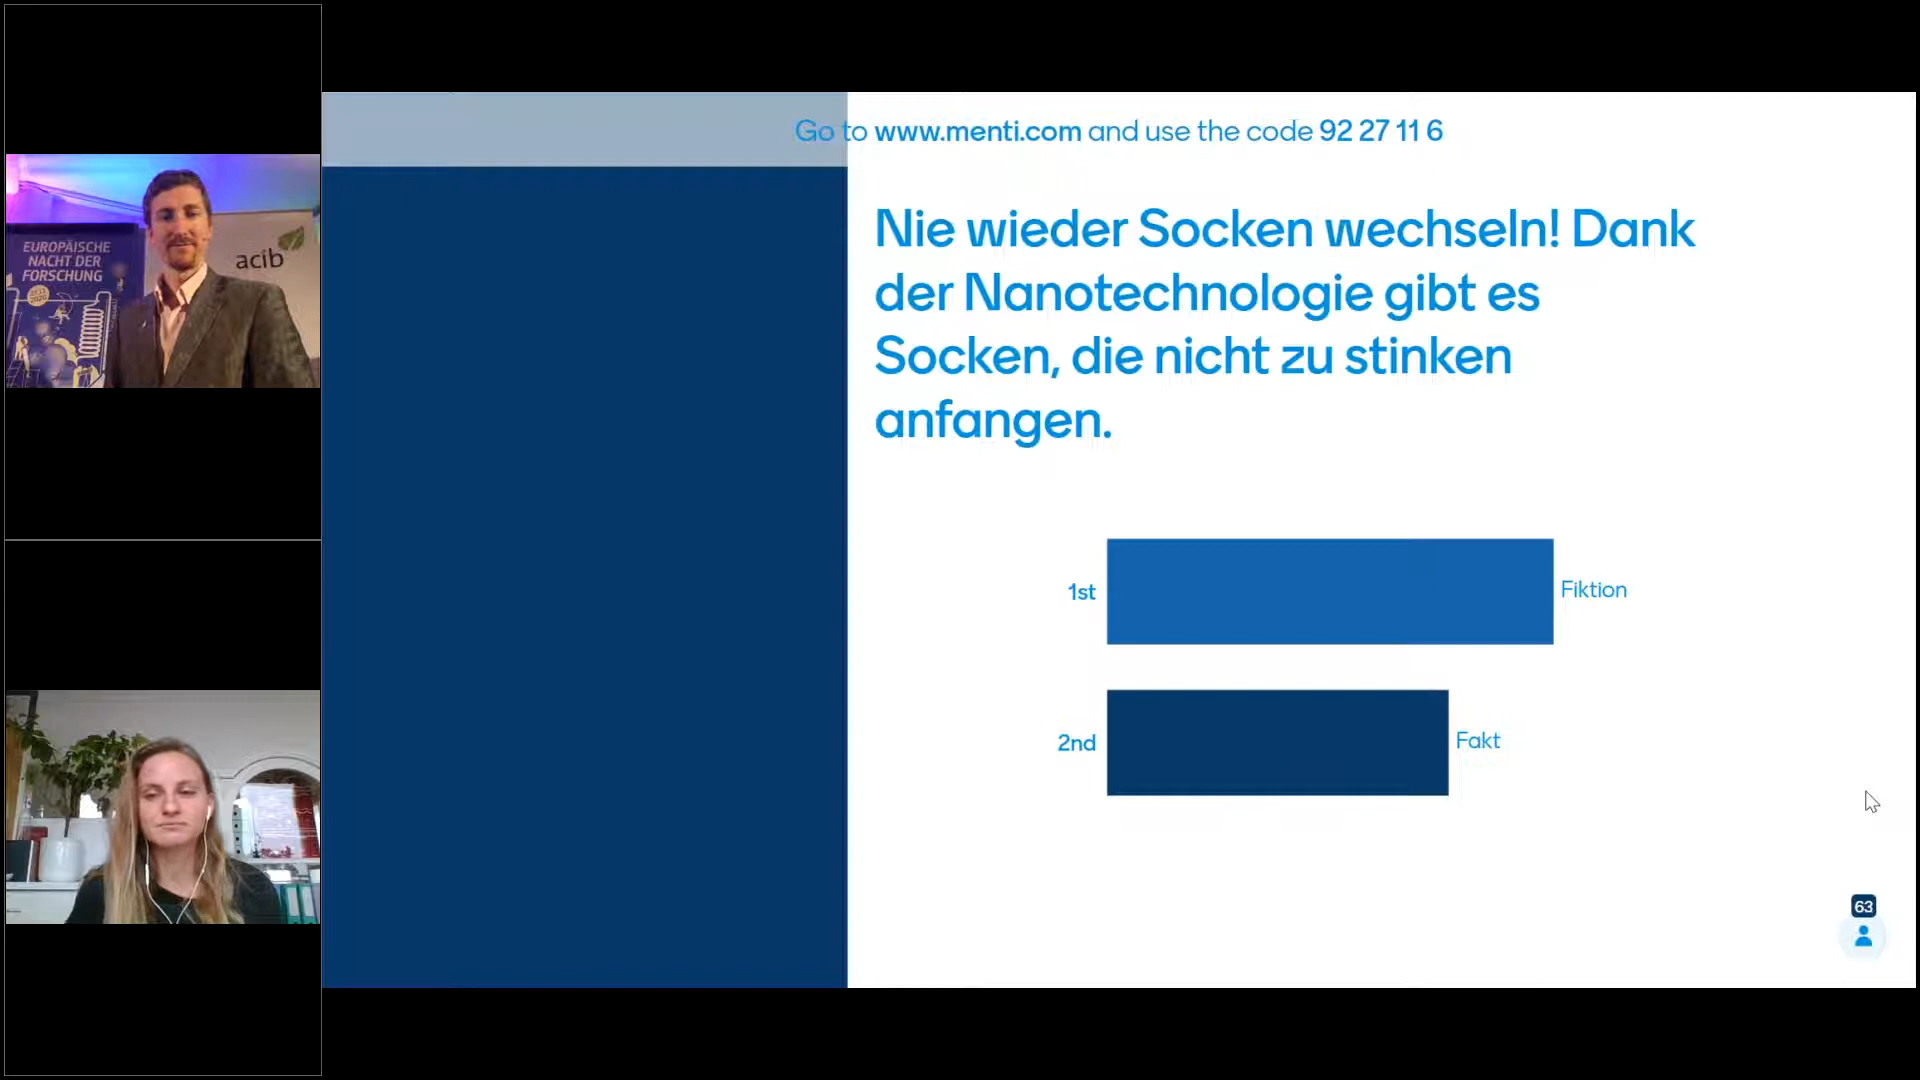 EUROPÄISCHE
NACHT DER
FORSCHUNG
2020
acib
Go to www.menti.com and use the code 92 27 11 6
Nie wieder Socken wechseln! Dank
der Nanotechnologie gibt es
Socken, die nicht zu stinken
anfangen.
1st
Fiktion
2nd
Fakt
63